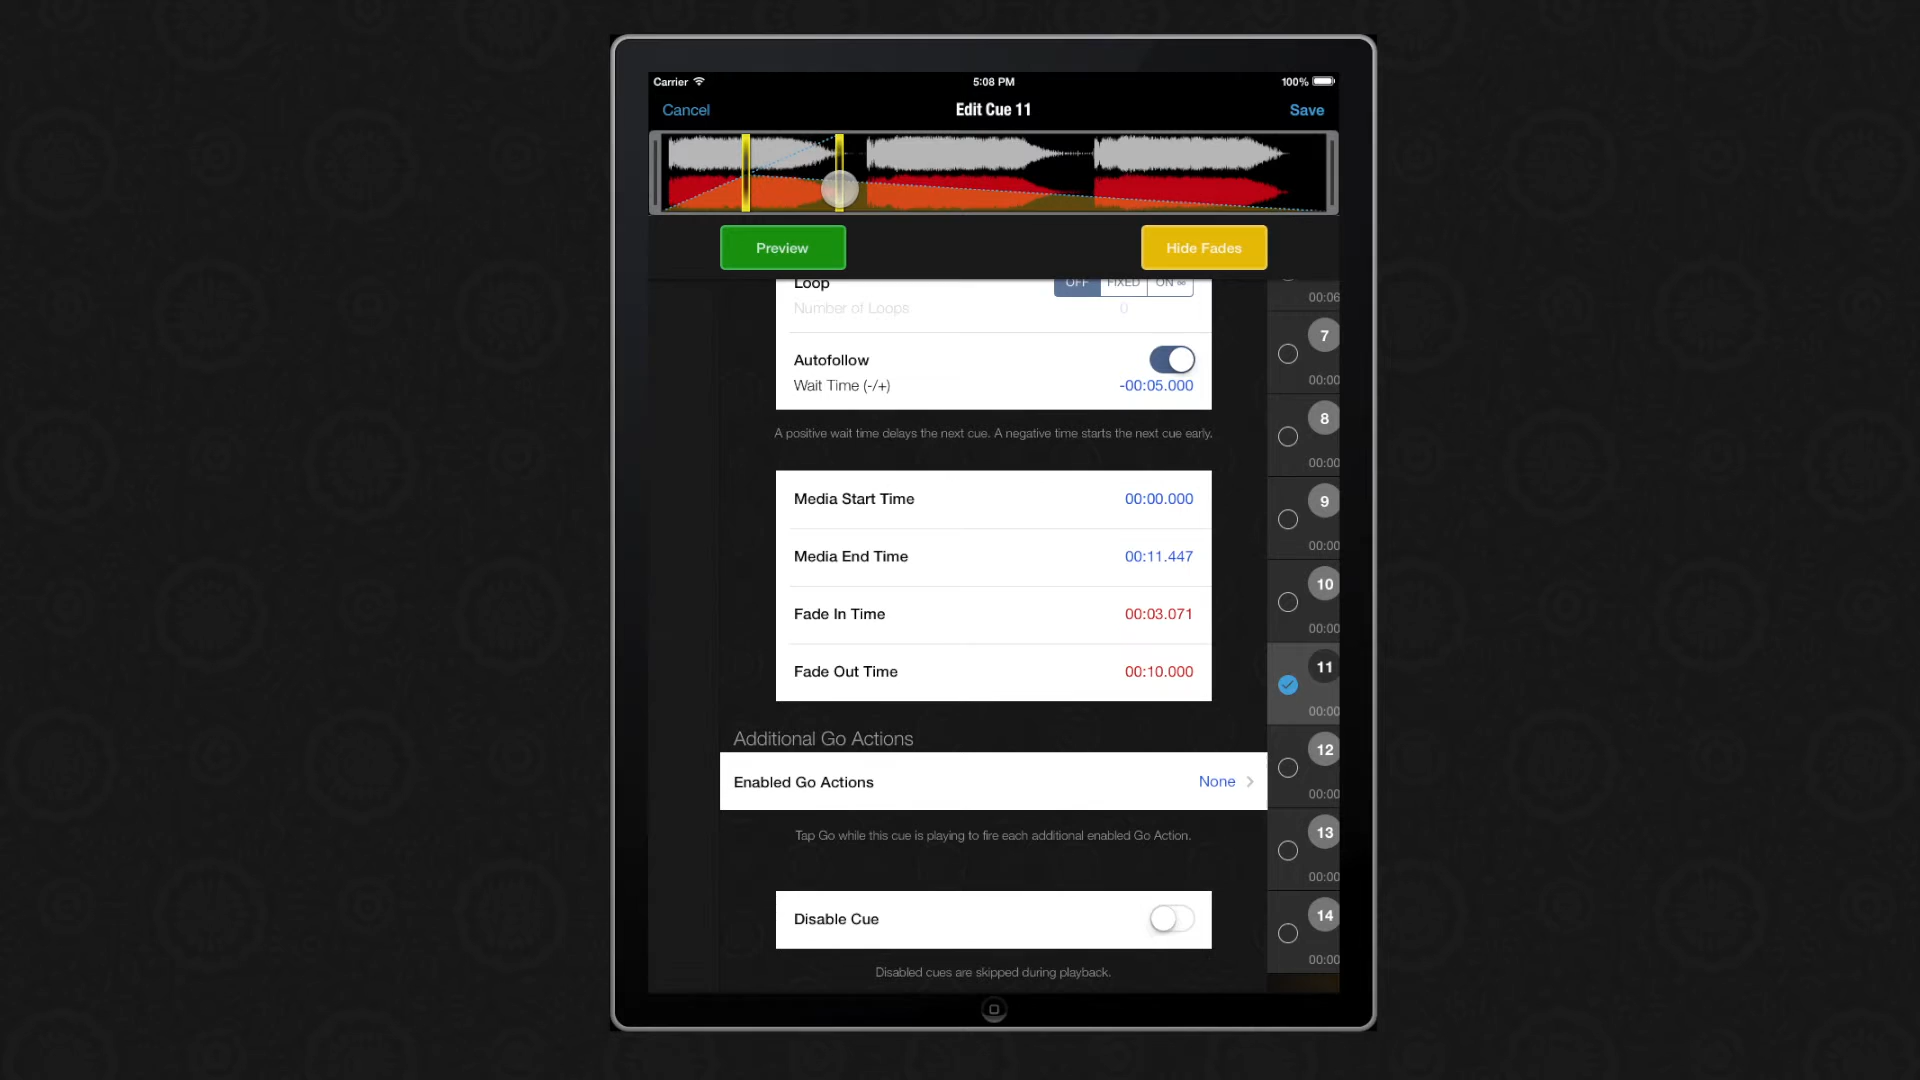 Carrier
5:08 PM
100%
Cancel
Edit Cue 11
Save
Preview
Hide Fades
Loop
OFF
FIXED
ON ∞
Number of Loops
0
Autofollow
Wait Time (-/+)
-00:05.000
A positive wait time delays the next cue. A negative time starts the next cue early.
Media Start Time
00:00.000
Media End Time
00:11.447
Fade In Time
00:03.071
Fade Out Time
00:10.000
Additional Go Actions
Enabled Go Actions
None
Tap Go while this cue is playing to fire each additional enabled Go Action.
Disable Cue
Disabled cues are skipped during playback.
00:06
7
00:00
8
00:00
9
00:00
10
00:00
11
00:00
12
00:00
13
00:00
14
00:00